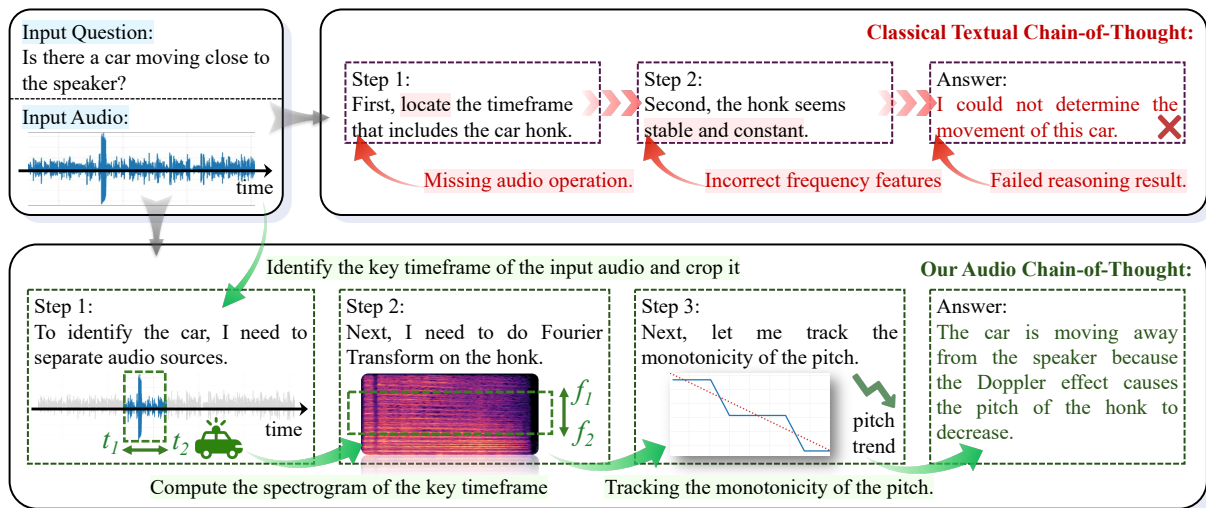 Input Question:
Is there a car moving close to
the speaker?
Input Audio:
time
Classical Textual Chain-of-Thought:
Step 1:
First, locate the timeframe
that includes the car honk.
Step 2:
Second, the honk seems
stable and constant.
Answer:
I could not determine the
movement of this car.
Missing audio operation.
Incorrect frequency features
Failed reasoning result.
Identify the key timeframe of the input audio and crop it
Our Audio Chain-of-Thought:
Step 1:
To identify the car, I need to
separate audio sources.
time
t1
t2
Step 2:
Next, I need to do Fourier
Transform on the honk.
f1
f2
Step 3:
Next, let me track the
monotonicity of the pitch.
pitch
trend
Answer:
The car is moving away
from the speaker because
the Doppler effect causes
the pitch of the honk to
decrease.
Compute the spectrogram of the key timeframe
Tracking the monotonicity of the pitch.